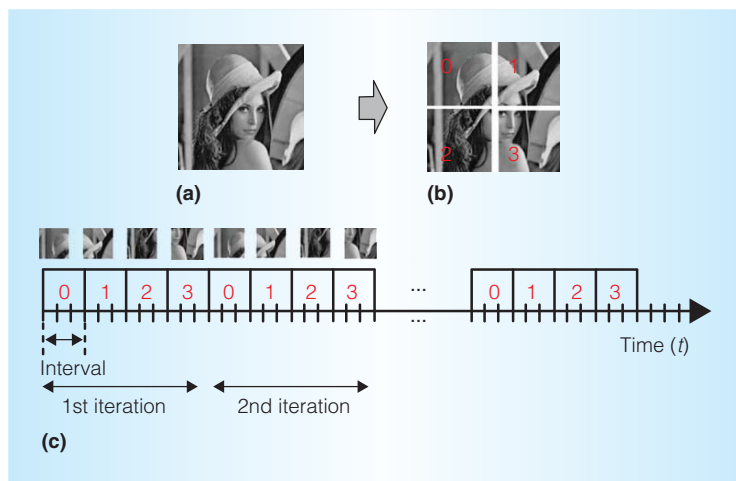 0 1
2 3
(a) (b)
0 1 2 3 0 1 2 3 ... 0 1 2 3
...
Time (t)
Interval
1st iteration 2nd iteration
(c)